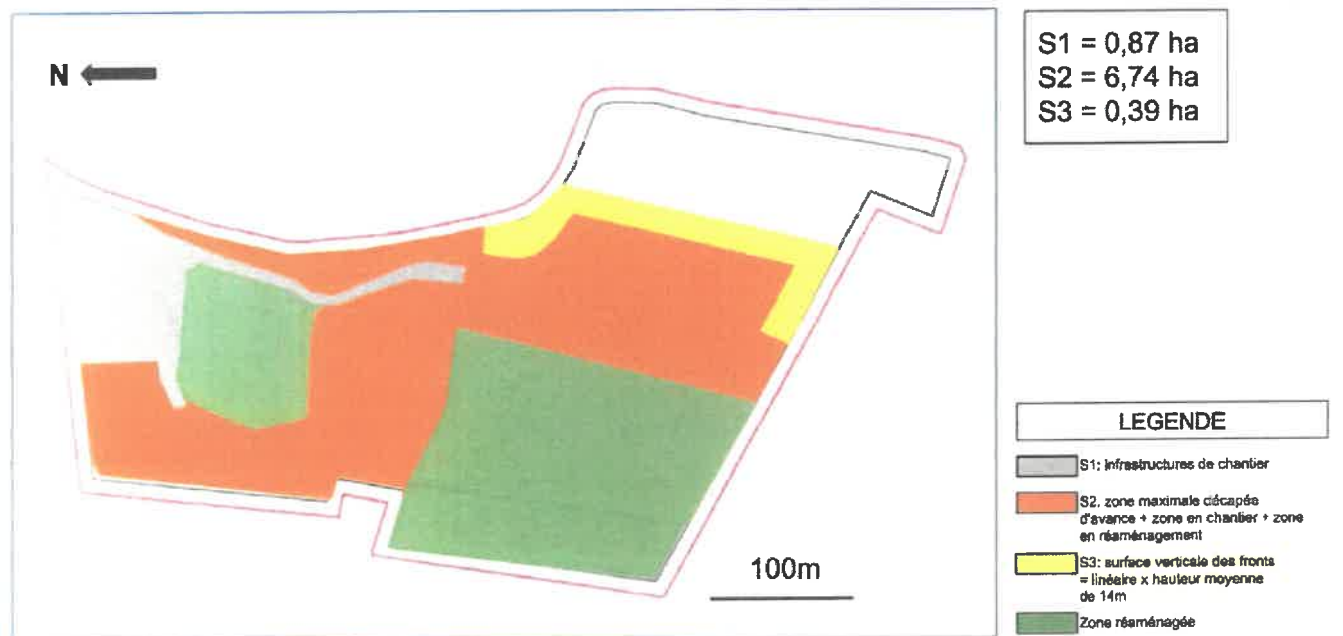 N
S1 = 0,87 ha
S2 = 6,74 ha
S3 = 0,39 ha
100m
LEGENDE
S1: infrastructures de chantier
S2. zone maximale décapée
d'avance + zone en chantier + zone
en réaménagement
S3: surface verticale des fronts
= linéaire x hauteur moyenne
de 14m
Zone réaménagée